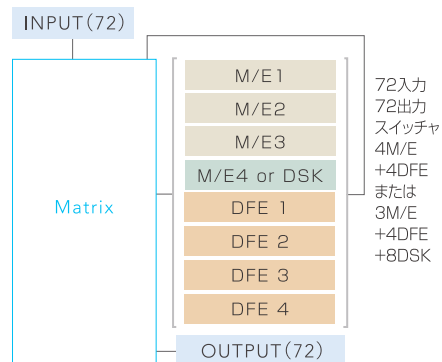 INPUT(72)
Matrix
M/E1
M/E2
M/E3
M/E4 or DSK
DFE 1
DFE 2
DFE 3
DFE 4
OUTPUT(72)
72入力
72出力
スイッチャ
4M/E
+4DFE
または
3M/E
+4DFE
+8DSK